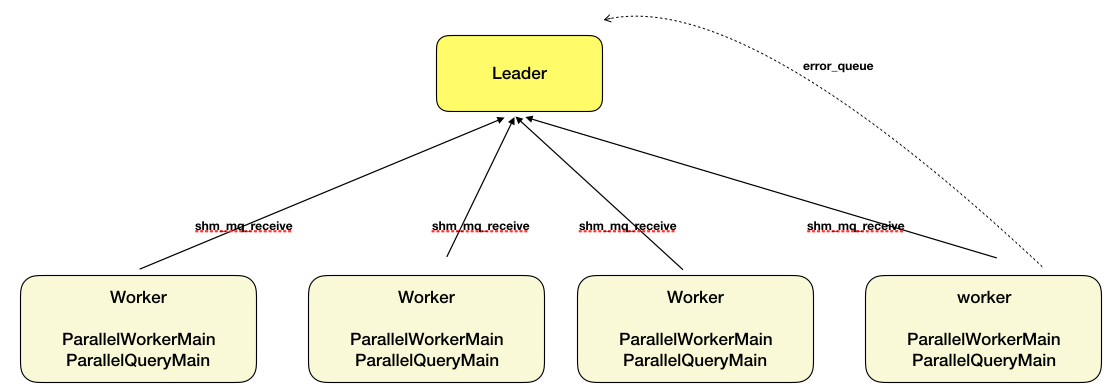 Leader
error_queue
shm_mq_receive
shm_mq_receive
shm_mq_receive
shm_mq_receive
Worker
ParallelWorkerMain
ParallelQueryMain
Worker
ParallelWorkerMain
ParallelQueryMain
Worker
ParallelWorkerMain
ParallelQueryMain
worker
ParallelWorkerMain
ParallelQueryMain